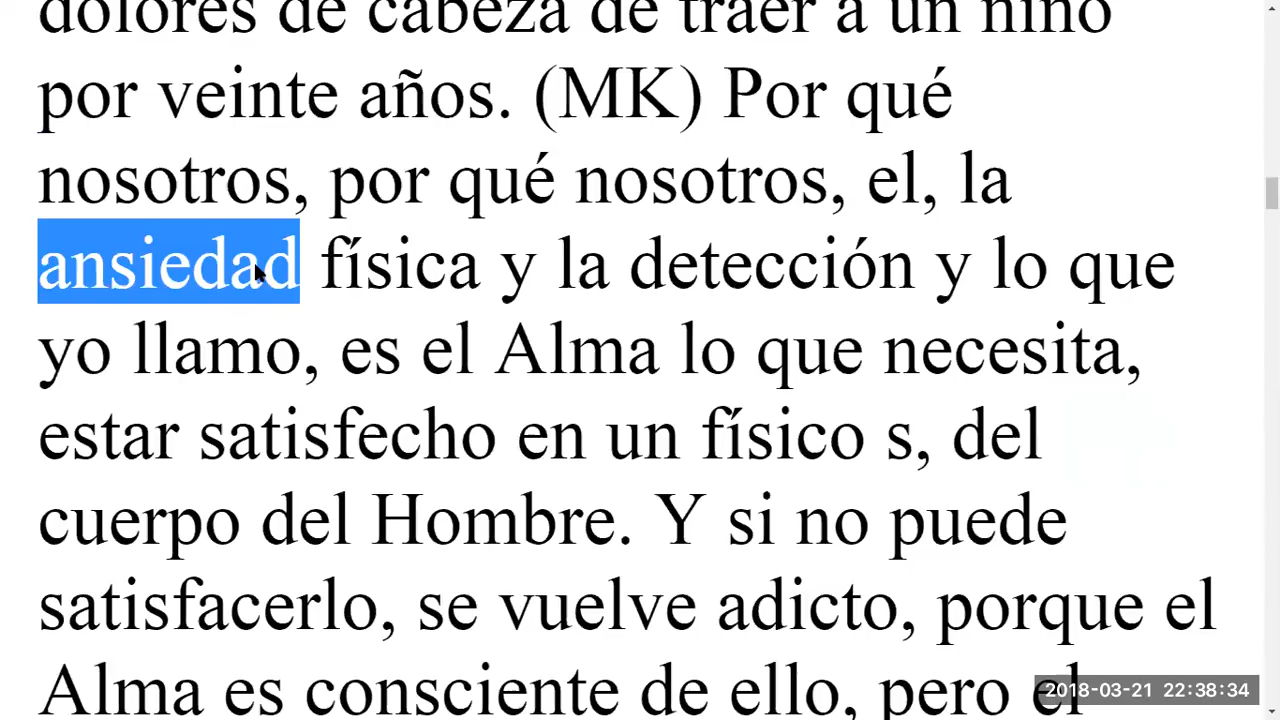 dolores de cabeza de traer a un niño
por veinte años. (MK) Por qué
nosotros, por qué nosotros, el, la
ansiedad física y la detección y lo que
yo llamo, es el Alma lo que necesita,
estar satisfecho en un físico s, del
cuerpo del Hombre. Y si no puede
satisfacerlo, se vuelve adicto, porque el
Alma es consciente de ello, pero el
2018-03-21 22:38:34